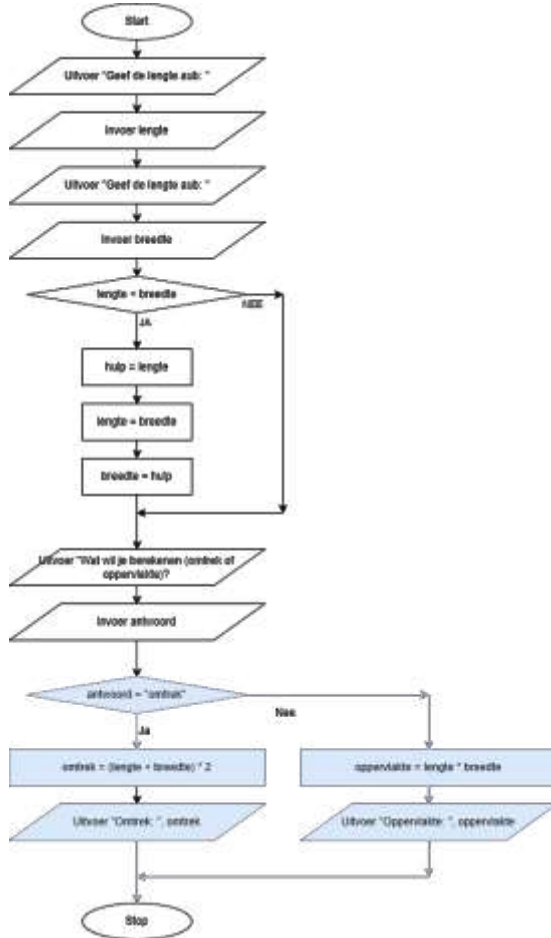 Start
Uitvoer "Geef de lengte aub: "
Invoer lengte
Uitvoer "Geef de lengte aub: "
Invoer breedte
lengte < breedte
NEE
JA
hulp = lengte
lengte = breedte
breedte = hulp
Uitvoer "Wat wil je berekenen (omtrek of
oppervlakte)?
Invoer antwoord
antwoord = "omtrek"
Nee
Ja
omtrek = (lengte + breedte) * 2
oppervlakte = lengte * breedte
Uitvoer "Omtrek: ", omtrek
Uitvoer "Oppervlakte: ", oppervlakte
Stop